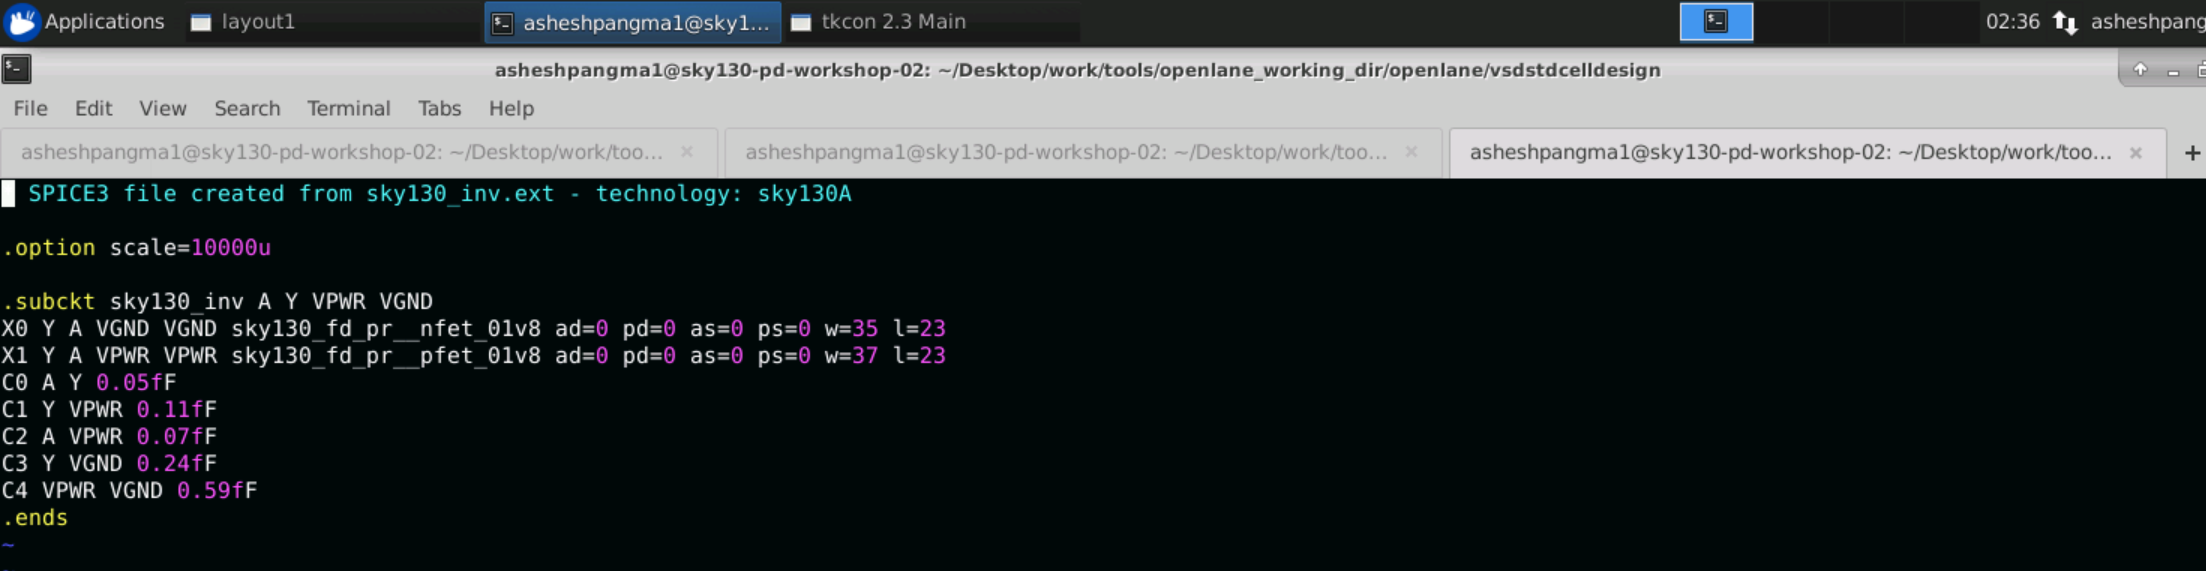 Applications layout1 asheshpangma1@sky1... tkcon 2.3 Main 02:36 asheshpang
asheshpangma1@sky130-pd-workshop-02: ~/Desktop/work/tools/openlane_working_dir/openlane/vsdstdcelldesign
File Edit View Search Terminal Tabs Help
asheshpangma1@sky130-pd-workshop-02: ~/Desktop/work/too... × asheshpangma1@sky130-pd-workshop-02: ~/Desktop/work/too... × asheshpangma1@sky130-pd-workshop-02: ~/Desktop/work/too... × +
SPICE3 file created from sky130_inv.ext - technology: sky130A
.option scale=10000u
.subckt sky130_inv A Y VPWR VGND
X0 Y A VGND VGND sky130_fd_pr__nfet_01v8 ad=0 pd=0 as=0 ps=0 w=35 l=23
X1 Y A VPWR VPWR sky130_fd_pr__pfet_01v8 ad=0 pd=0 as=0 ps=0 w=37 l=23
C0 A Y 0.05fF
C1 Y VPWR 0.11fF
C2 A VPWR 0.07fF
C3 Y VGND 0.24fF
C4 VPWR VGND 0.59fF
.ends
~